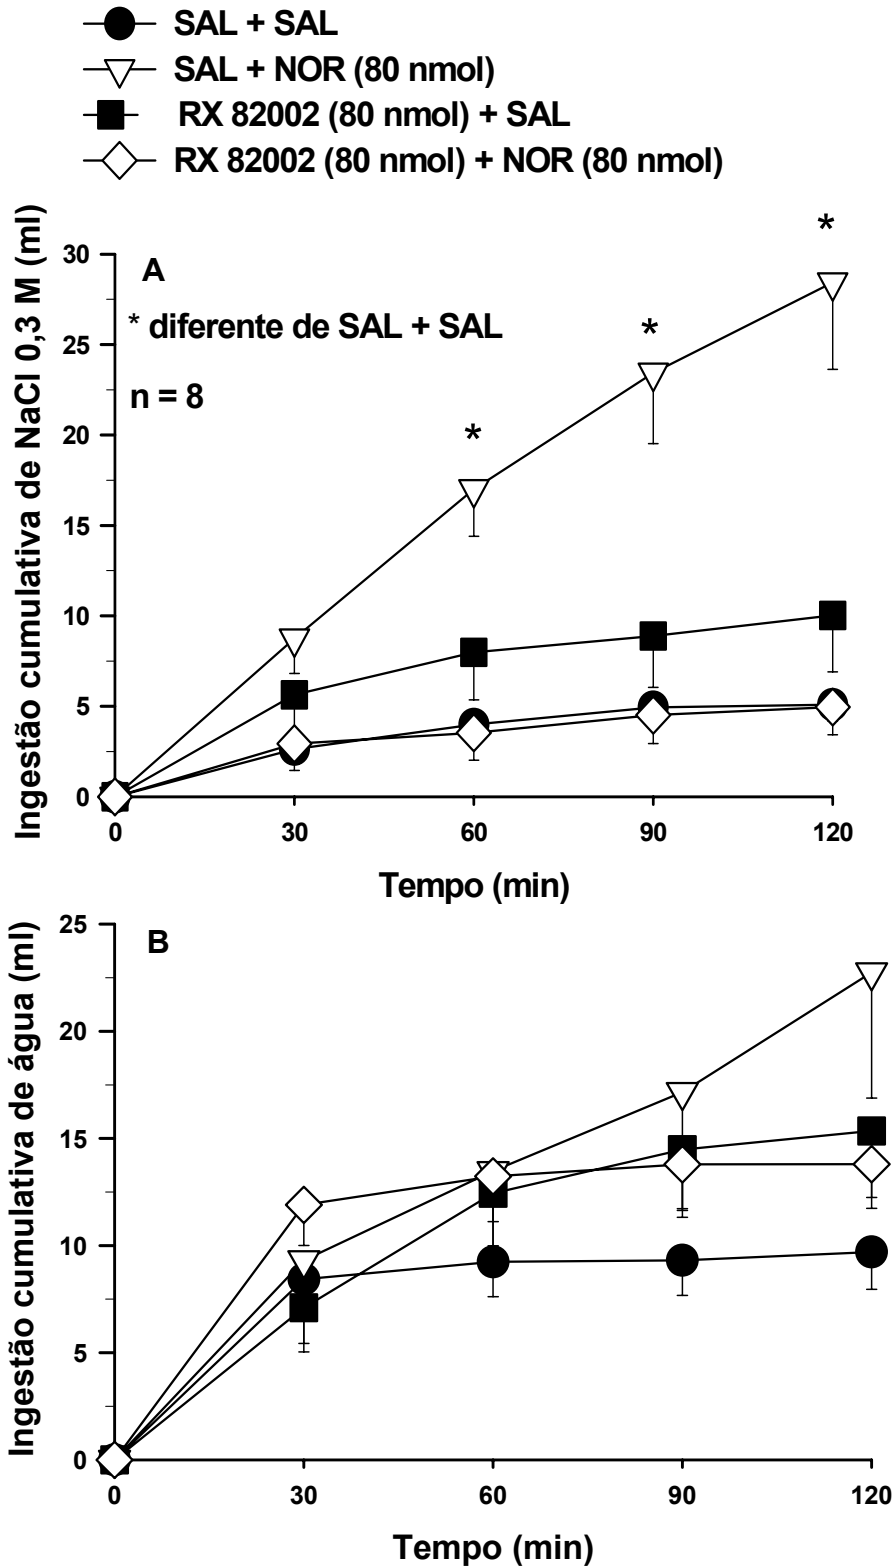 SAL + SAL
SAL + NOR (80 nmol)
RX 82002 (80 nmol) + SAL
RX 82002 (80 nmol) + NOR (80 nmol)
Ingestão cumulativa de NaCl 0,3 M (ml)
A
* diferente de SAL + SAL
n = 8
*
*
*
30
25
20
15
10
5
0
0 30 60 90 120
Tempo (min)
Ingestão cumulativa de água (ml)
B
25
20
15
10
5
0
0 30 60 90 120
Tempo (min)